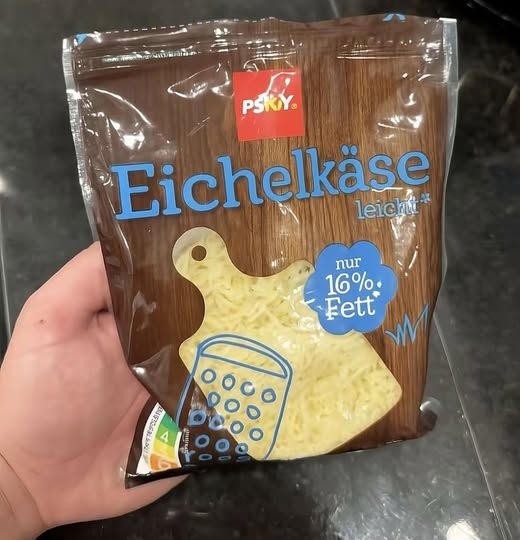 PSKY
Eichelkäse
leicht*
nur
16%
Fett